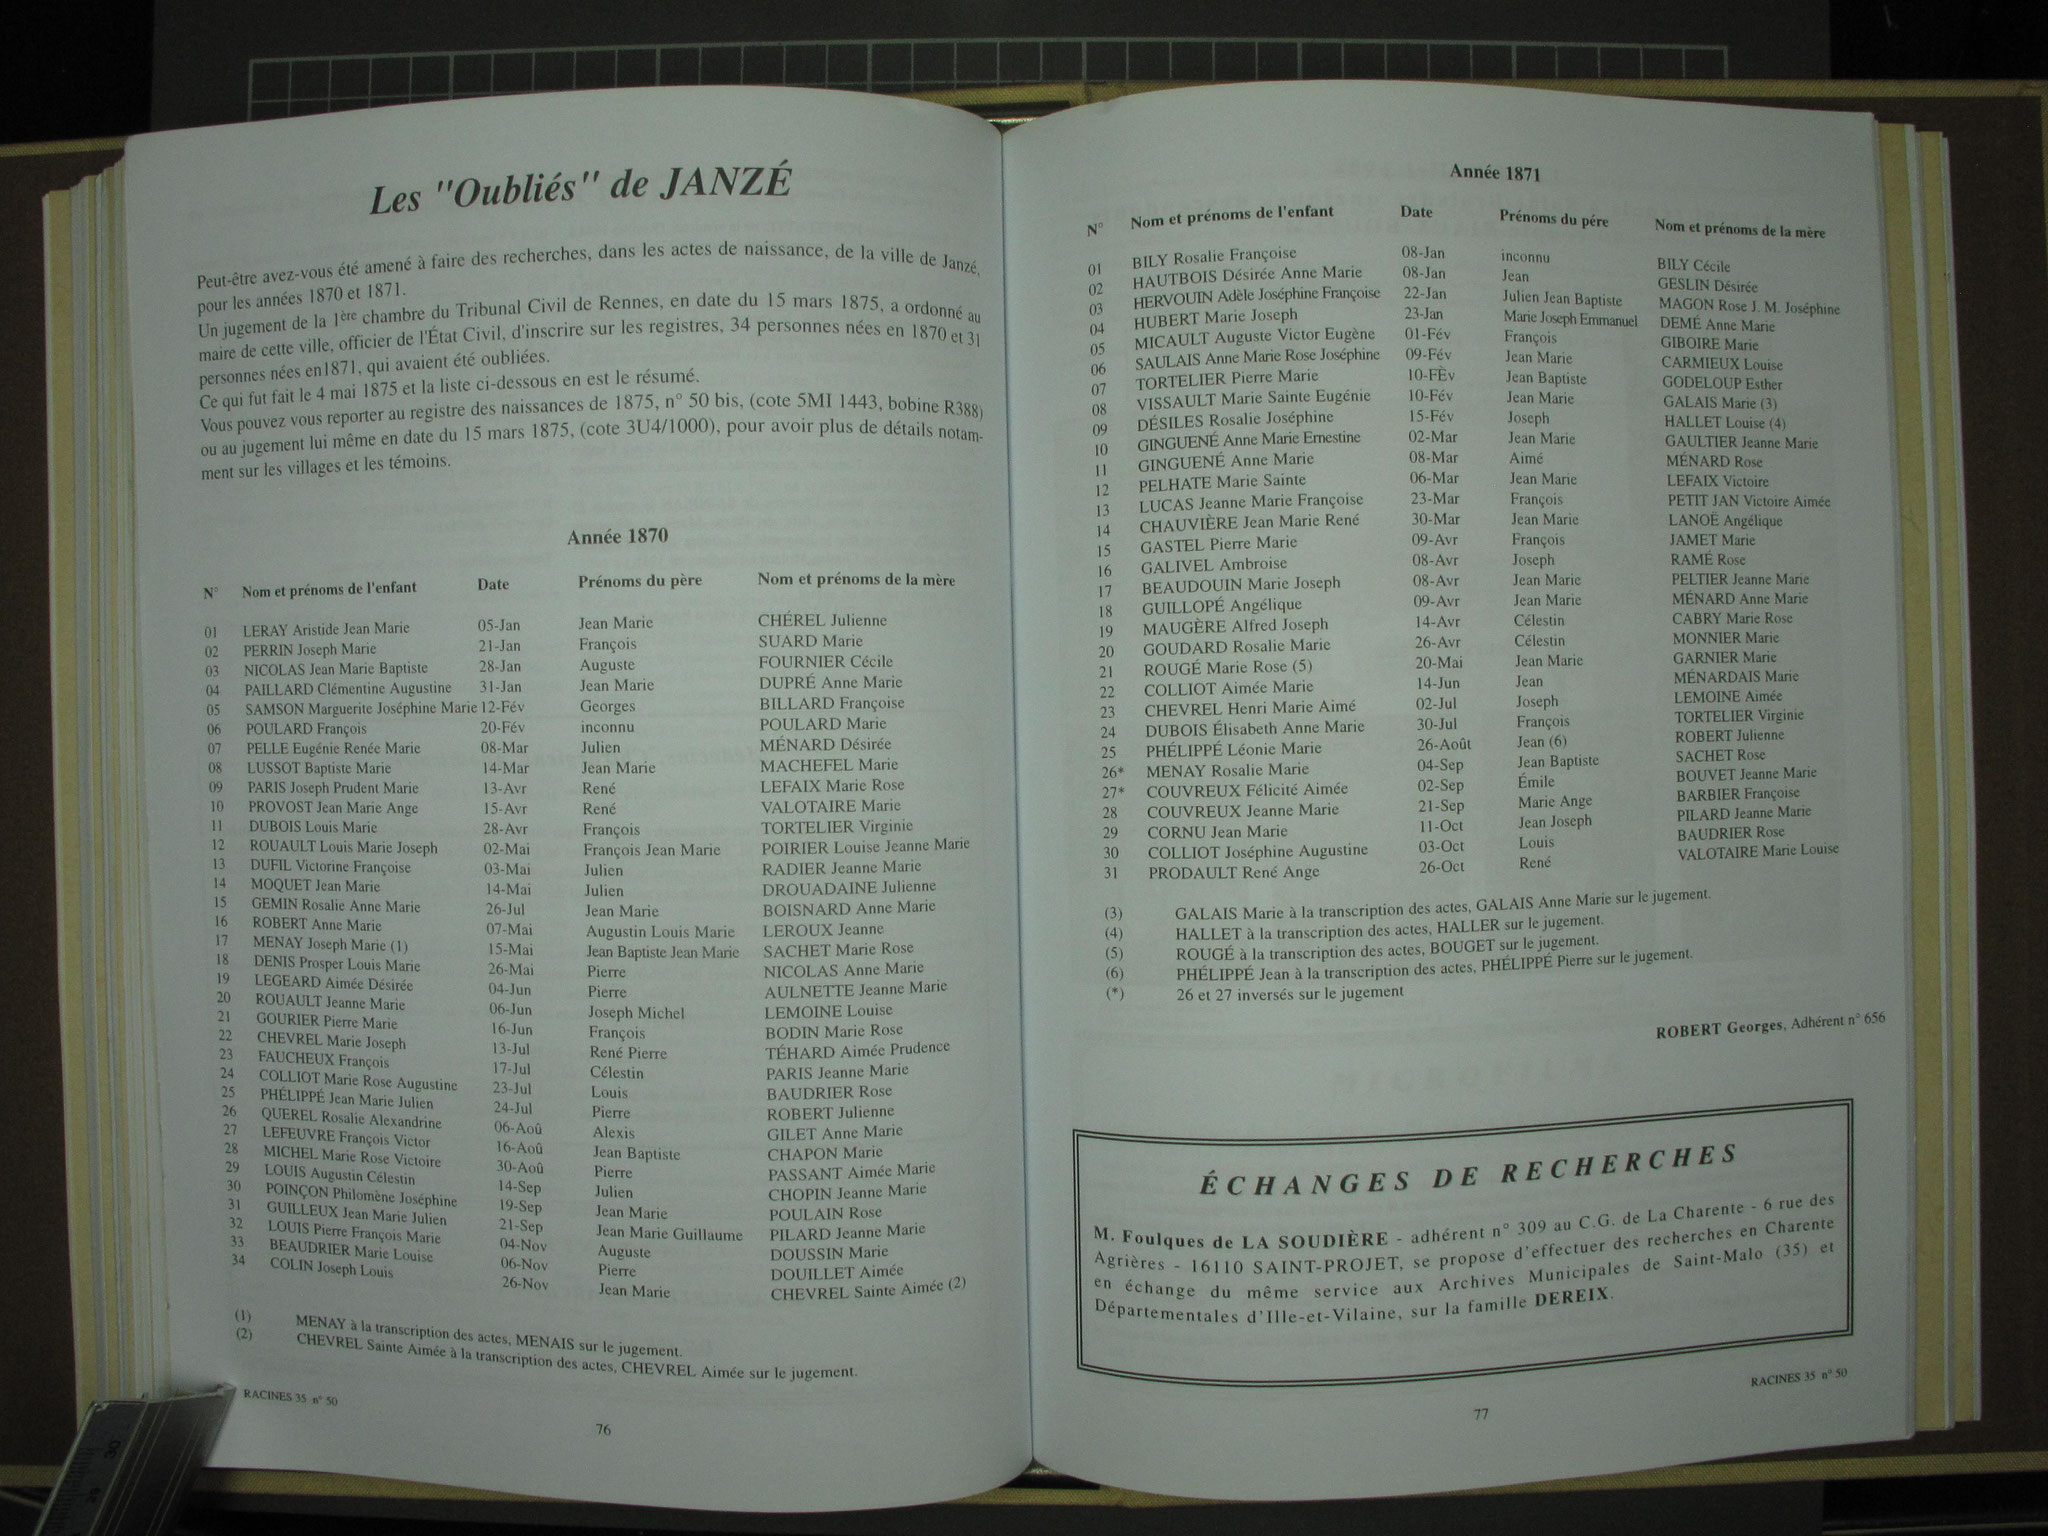 Les "Oubliés" de JANZÉ
Peut-être avez-vous été amené à faire des recherches, dans les actes de naissance, de la ville de Janzé,
pour les années 1870 et 1871.
Un jugement de la 1ère chambre du Tribunal Civil de Rennes, en date du 15 mars 1875, a ordonné au
maire de cette ville, officier de l'État Civil, d'inscrire sur les registres, 34 personnes nées en 1870 et 31
personnes nées en1871, qui avaient été oubliées.
Ce qui fut fait le 4 mai 1875 et la liste ci-dessous en est le résumé.
Vous pouvez vous reporter au registre des naissances de 1875, n° 50 bis, (cote 5MI 1443, bobine R388)
ou au jugement lui même en date du 15 mars 1875, (cote 3U4/1000), pour avoir plus de détails notam-
ment sur les villages et les témoins.
Année 1870
N° Nom et prénoms de l'enfant Date Prénoms du père Nom et prénoms de la mère
01 LERAY Aristide Jean Marie 05-Jan Jean Marie CHÉREL Julienne
02 PERRIN Joseph Marie 21-Jan François SUARD Marie
03 NICOLAS Jean Marie Baptiste 28-Jan Auguste FOURNIER Cécile
04 PAILLARD Clémentine Augustine 31-Jan Jean Marie DUPRÉ Anne Marie
05 SAMSON Marguerite Joséphine Marie 12-Fév Georges BILLARD Françoise
06 POULARD François 20-Fév inconnu POULARD Marie
07 PELLE Eugénie Renée Marie 08-Mar Julien MÉNARD Désirée
08 LUSSOT Baptiste Marie 14-Mar Jean Marie MACHEFEL Marie
09 PARIS Joseph Prudent Marie 13-Avr René LEFAIX Marie Rose
10 PROVOST Jean Marie Ange 15-Avr René VALOTAIRE Marie
11 DUBOIS Louis Marie 28-Avr François TORTELIER Virginie
12 ROUAULT Louis Marie Joseph 02-Mai François Jean Marie POIRIER Louise Jeanne Marie
13 DUFIL Victorine Françoise 03-Mai Julien RADIER Jeanne Marie
14 MOQUET Jean Marie 14-Mai Julien DROUADAINE Julienne
15 GEMIN Rosalie Anne Marie 26-Jul Jean Marie BOISNARD Anne Marie
16 ROBERT Anne Marie 07-Mai Augustin Louis Marie LEROUX Jeanne
17 MENAY Joseph Marie (1) 15-Mai Jean Baptiste Jean Marie SACHET Marie Rose
18 DENIS Prosper Louis Marie 26-Mai Pierre NICOLAS Anne Marie
19 LEGEARD Aimée Désirée 04-Jun Pierre AULNETTE Jeanne Marie
20 ROUAULT Jeanne Marie 06-Jun Joseph Michel LEMOINE Louise
21 GOURIER Pierre Marie 16-Jun François BODIN Marie Rose
22 CHEVREL Marie Joseph 13-Jul René Pierre TÉHARD Aimée Prudence
23 FAUCHEUX François 17-Jul Célestin PARIS Jeanne Marie
24 COLLIOT Marie Rose Augustine 23-Jul Louis BAUDRIER Rose
25 PHÉLIPPÉ Jean Marie Julien 24-Jul Pierre ROBERT Julienne
26 QUEREL Rosalie Alexandrine 06-Aoû Alexis GILET Anne Marie
27 LEFEUVRE François Victor 16-Aoû Jean Baptiste CHAPON Marie
28 MICHEL Marie Rose Victoire 30-Aoû Pierre PASSANT Aimée Marie
29 LOUIS Augustin Célestin 14-Sep Julien CHOPIN Jeanne Marie
30 POINÇON Philomène Joséphine 19-Sep Jean Marie POULAIN Rose
31 GUILLEUX Jean Marie Julien 21-Sep Jean Marie Guillaume PILARD Jeanne Marie
32 LOUIS Pierre François Marie 04-Nov Auguste DOUSSIN Marie
33 BEAUDRIER Marie Louise 06-Nov Pierre DOUILLET Aimée
34 COLIN Joseph Louis 26-Nov Jean Marie CHEVREL Sainte Aimée (2)
(1) MENAY à la transcription des actes, MENAIS sur le jugement.
(2) CHEVREL Sainte Aimée à la transcription des actes, CHEVREL Aimée sur le jugement.
RACINES 35 n° 50
76
Année 1871
N° Nom et prénoms de l'enfant Date Prénoms du pére Nom et prénoms de la mère
01 BILY Rosalie Françoise 08-Jan inconnu BILY Cécile
02 HAUTBOIS Désirée Anne Marie 08-Jan Jean GESLIN Désirée
03 HERVOUIN Adèle Joséphine Françoise 22-Jan Julien Jean Baptiste MAGON Rose J. M. Joséphine
04 HUBERT Marie Joseph 23-Jan Marie Joseph Emmanuel DEMÉ Anne Marie
05 MICAULT Auguste Victor Eugène 01-Fév François GIBOIRE Marie
06 SAULAIS Anne Marie Rose Joséphine 09-Fév Jean Marie CARMIEUX Louise
07 TORTELIER Pierre Marie 10-FÈv Jean Baptiste GODELOUP Esther
08 VISSAULT Marie Sainte Eugénie 10-Fév Jean Marie GALAIS Marie (3)
09 DÉSILES Rosalie Joséphine 15-Fév Joseph HALLET Louise (4)
10 GINGUENÉ Anne Marie Ernestine 02-Mar Jean Marie GAULTIER Jeanne Marie
11 GINGUENÉ Anne Marie 08-Mar Aimé MÉNARD Rose
12 PELHATE Marie Sainte 06-Mar Jean Marie LEFAIX Victoire
13 LUCAS Jeanne Marie Françoise 23-Mar François PETIT JAN Victoire Aimée
14 CHAUVIÈRE Jean Marie René 30-Mar Jean Marie LANOË Angélique
15 GASTEL Pierre Marie 09-Avr François JAMET Marie
16 GALIVEL Ambroise 08-Avr Joseph RAMÉ Rose
17 BEAUDOUIN Marie Joseph 08-Avr Jean Marie PELTIER Jeanne Marie
18 GUILLOPÉ Angélique 09-Avr Jean Marie MÉNARD Anne Marie
19 MAUGÈRE Alfred Joseph 14-Avr Célestin CABRY Marie Rose
20 GOUDARD Rosalie Marie 26-Avr Célestin MONNIER Marie
21 ROUGÉ Marie Rose (5) 20-Mai Jean Marie GARNIER Marie
22 COLLIOT Aimée Marie 14-Jun Jean MÉNARDAIS Marie
23 CHEVREL Henri Marie Aimé 02-Jul Joseph LEMOINE Aimée
24 DUBOIS Élisabeth Anne Marie 30-Jul François TORTELIER Virginie
25 PHÉLIPPÉ Léonie Marie 26-Août Jean (6) ROBERT Julienne
26* MENAY Rosalie Marie 04-Sep Jean Baptiste SACHET Rose
27* COUVREUX Félicité Aimée 02-Sep Émile BOUVET Jeanne Marie
28 COUVREUX Jeanne Marie 21-Sep Marie Ange BARBIER Françoise
29 CORNU Jean Marie 11-Oct Jean Joseph PILARD Jeanne Marie
30 COLLIOT Joséphine Augustine 03-Oct Louis BAUDRIER Rose
31 PRODAULT René Ange 26-Oct René VALOTAIRE Marie Louise
(3) GALAIS Marie à la transcription des actes, GALAIS Anne Marie sur le jugement.
(4) HALLET à la transcription des actes, HALLER sur le jugement.
(5) ROUGÉ à la transcription des actes, BOUGET sur le jugement.
(6) PHÉLIPPÉ Jean à la transcription des actes, PHÉLIPPÉ Pierre sur le jugement.
(*) 26 et 27 inversés sur le jugement
ROBERT Georges, Adhérent n° 656
ÉCHANGES DE RECHERCHES
M. Foulques de LA SOUDIÈRE - adhérent n° 309 au C.G. de La Charente - 6 rue des
Agrières - 16110 SAINT-PROJET, se propose d'effectuer des recherches en Charente
en échange du même service aux Archives Municipales de Saint-Malo (35) et
Départementales d'Ille-et-Vilaine, sur la famille DEREIX.
RACINES 35 n° 50
77